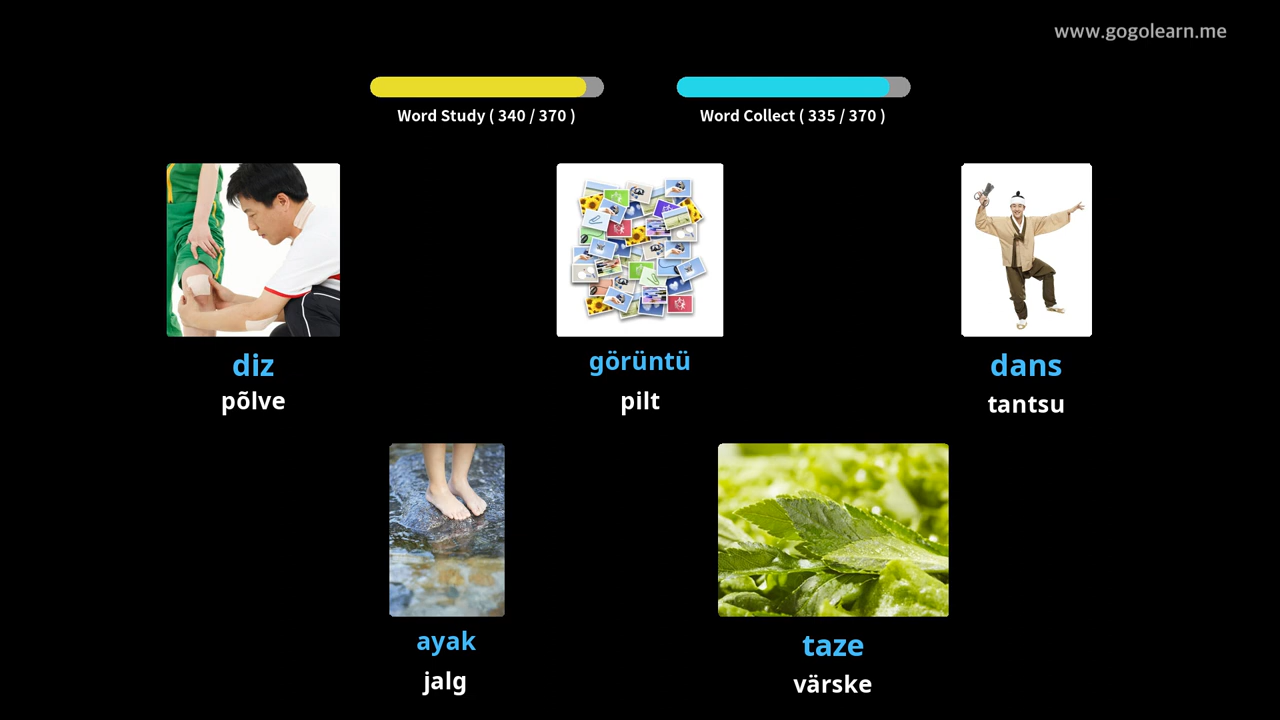 www.gogolearn.me
Word Study ( 340 / 370 )
Word Collect ( 335 / 370 )
diz
põlve
görüntü
pilt
dans
tantsu
ayak
jalg
taze
värske